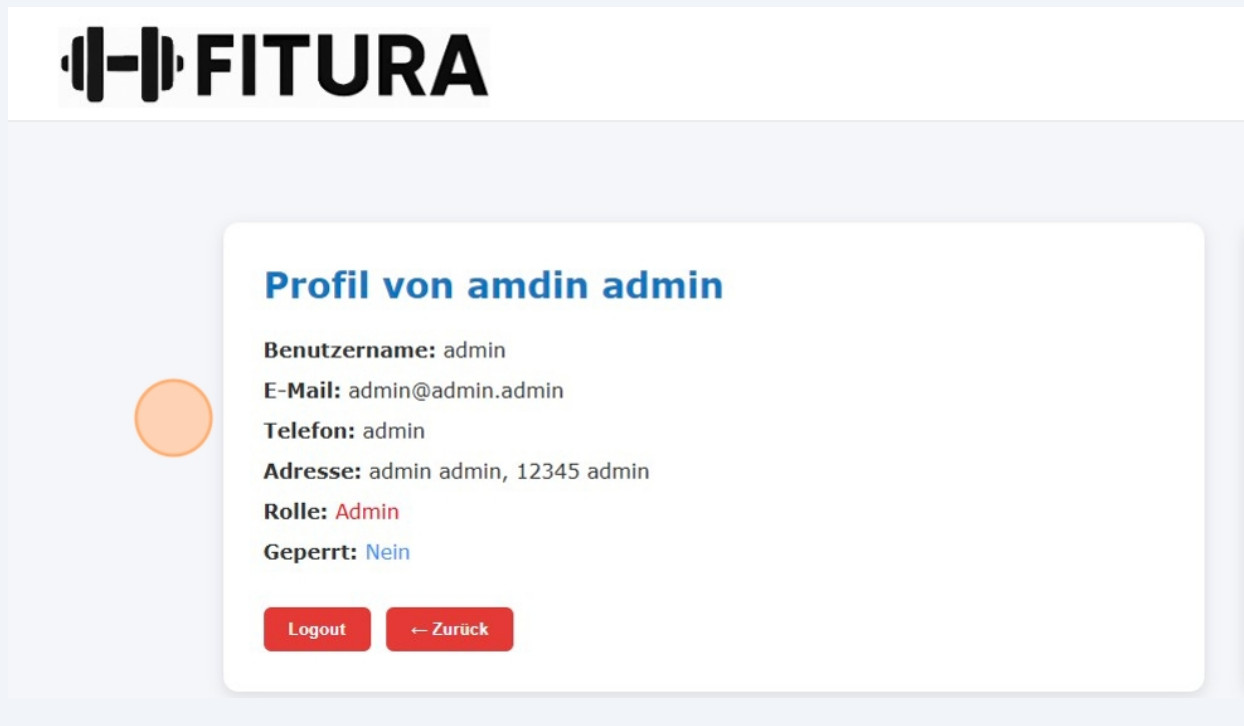 FITURA
Profil von amdin admin
Benutzername: admin
E-Mail: admin@admin.admin
Telefon: admin
Adresse: admin admin, 12345 admin
Rolle: Admin
Geperrt: Nein
Logout ← Zurück